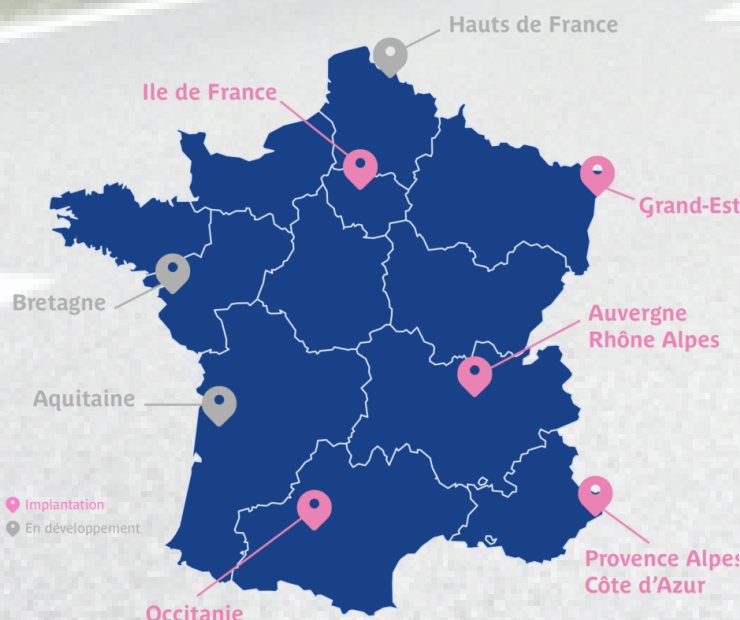 Hauts de France
Ile de France
Grand-Est
Bretagne
Auvergne
Rhône Alpes
Aquitaine
Implantation
En développement
Provence Alpes
Côte d'Azur
Occitanie